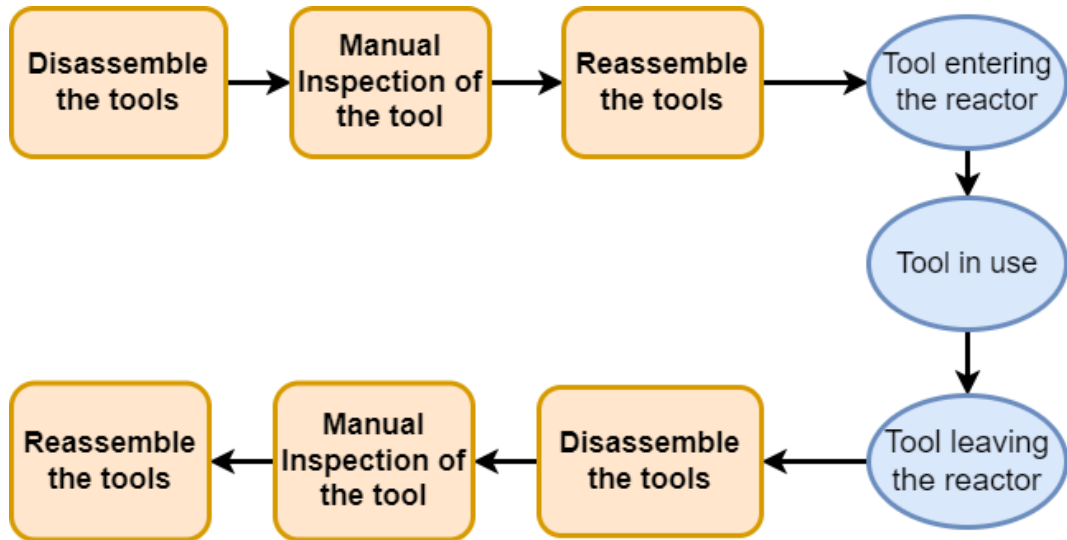 Disassemble
the tools
Manual
Inspection of
the tool
Reassemble
the tools
Tool entering
the reactor
Tool in use
Tool leaving
the reactor
Disassemble
the tools
Manual
Inspection of
the tool
Reassemble
the tools